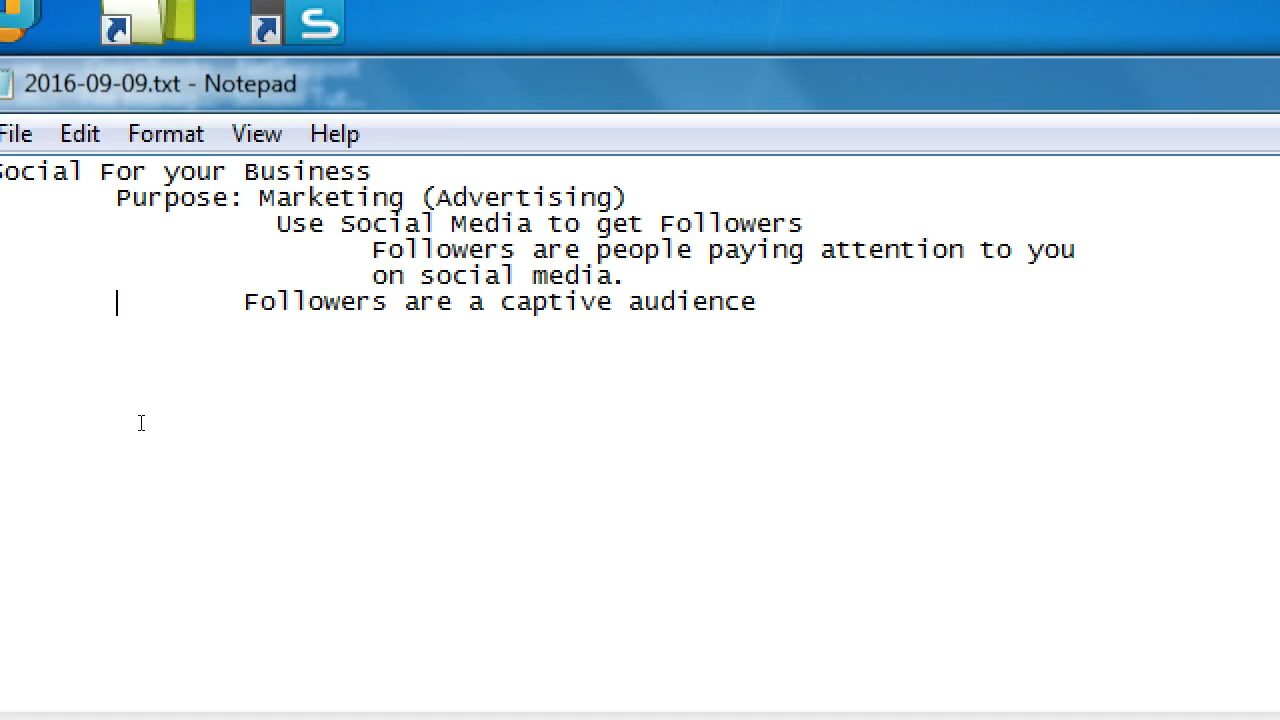 2016-09-09.txt - Notepad
File Edit Format View Help
Social For your Business
Purpose: Marketing (Advertising)
Use Social Media to get Followers
Followers are people paying attention to you
on social media.
Followers are a captive audience